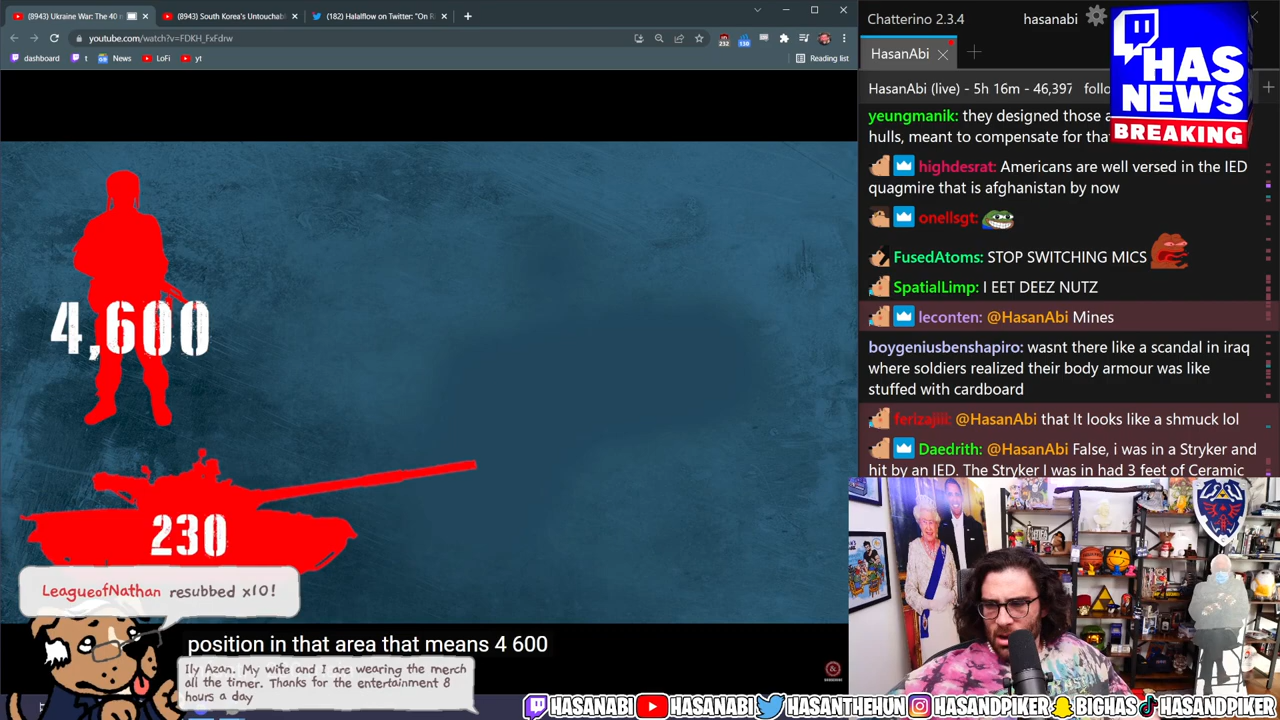 (8943) Ukraine War: The 40 m
(8943) South Korea's Untouchab
(182) Halalflow on Twitter: "On R
youtube.com/watch?v=FDKH_FxFdrw
232
130
dashboard
t
News
LoFi
yt
Reading list
4,600
230
LeagueofNathan resubbed x10!
position in that area that means 4 600
Ily Azan. My wife and I are wearing the merch
all the timer. Thanks for the entertainment 8
hours a day
Chatterino 2.3.4
hasanabi
HasanAbi
HasanAbi (live) - 5h 16m - 46,397
follo
HAS
NEWS
BREAKING
yeungmanik: they designed those a
hulls, meant to compensate for tha
highdesrat: Americans are well versed in the IED
quagmire that is afghanistan by now
onellsgt:
FusedAtoms: STOP SWITCHING MICS
SpatialLimp: I EET DEEZ NUTZ
leconten: @HasanAbi Mines
boygeniusbenshapiro: wasnt there like a scandal in iraq
where soldiers realized their body armour was like
stuffed with cardboard
ferizajlii: @HasanAbi that It looks like a shmuck lol
Daedrith: @HasanAbi False, i was in a Stryker and
hit by an IED. The Stryker I was in had 3 feet of Ceramic
HASANABI
HASANABI
HASANTHEHUN
HASANDPIKER
BIGHAS
HASANDPIKER